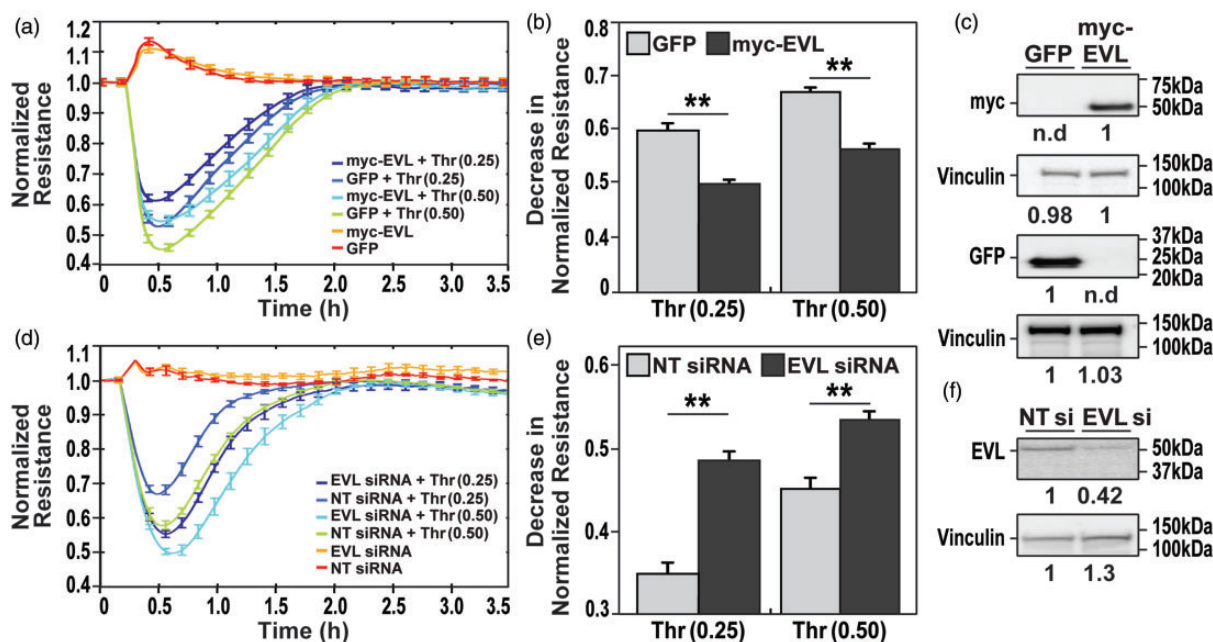 (a)
1.2
1.1
1.0
0.9
0.8
0.7
0.6
0.5
0.4
Normalized
Resistance
myc-EVL + Thr (0.25)
GFP + Thr (0.25)
myc-EVL + Thr (0.50)
GFP + Thr (0.50)
myc-EVL
GFP
0 0.5 1.0 1.5 2.0 2.5 3.0 3.5
Time (h)
(b)
0.8
0.7
0.6
0.5
0.4
0
Decrease in
Normalized Resistance
GFP myc-EVL
**
**
Thr (0.25) Thr (0.50)
(c)
GFP
myc-
EVL
myc
75kDa
50kDa
n.d 1
Vinculin
150kDa
100kDa
0.98 1
GFP
37kDa
25kDa
20kDa
1 n.d
Vinculin
150kDa
100kDa
1 1.03
(d)
1.1
1.0
0.9
0.8
0.7
0.6
0.5
0.4
Normalized
Resistance
EVL siRNA + Thr (0.25)
NT siRNA + Thr (0.25)
EVL siRNA + Thr (0.50)
NT siRNA + Thr (0.50)
EVL siRNA
NT siRNA
0 0.5 1.0 1.5 2.0 2.5 3.0 3.5
Time (h)
(e)
0.6
0.5
0.4
0.3
Decrease in
Normalized Resistance
NT siRNA EVL siRNA
**
**
Thr (0.25) Thr (0.50)
(f)
NT si EVL si
EVL
50kDa
37kDa
1 0.42
Vinculin
150kDa
100kDa
1 1.3